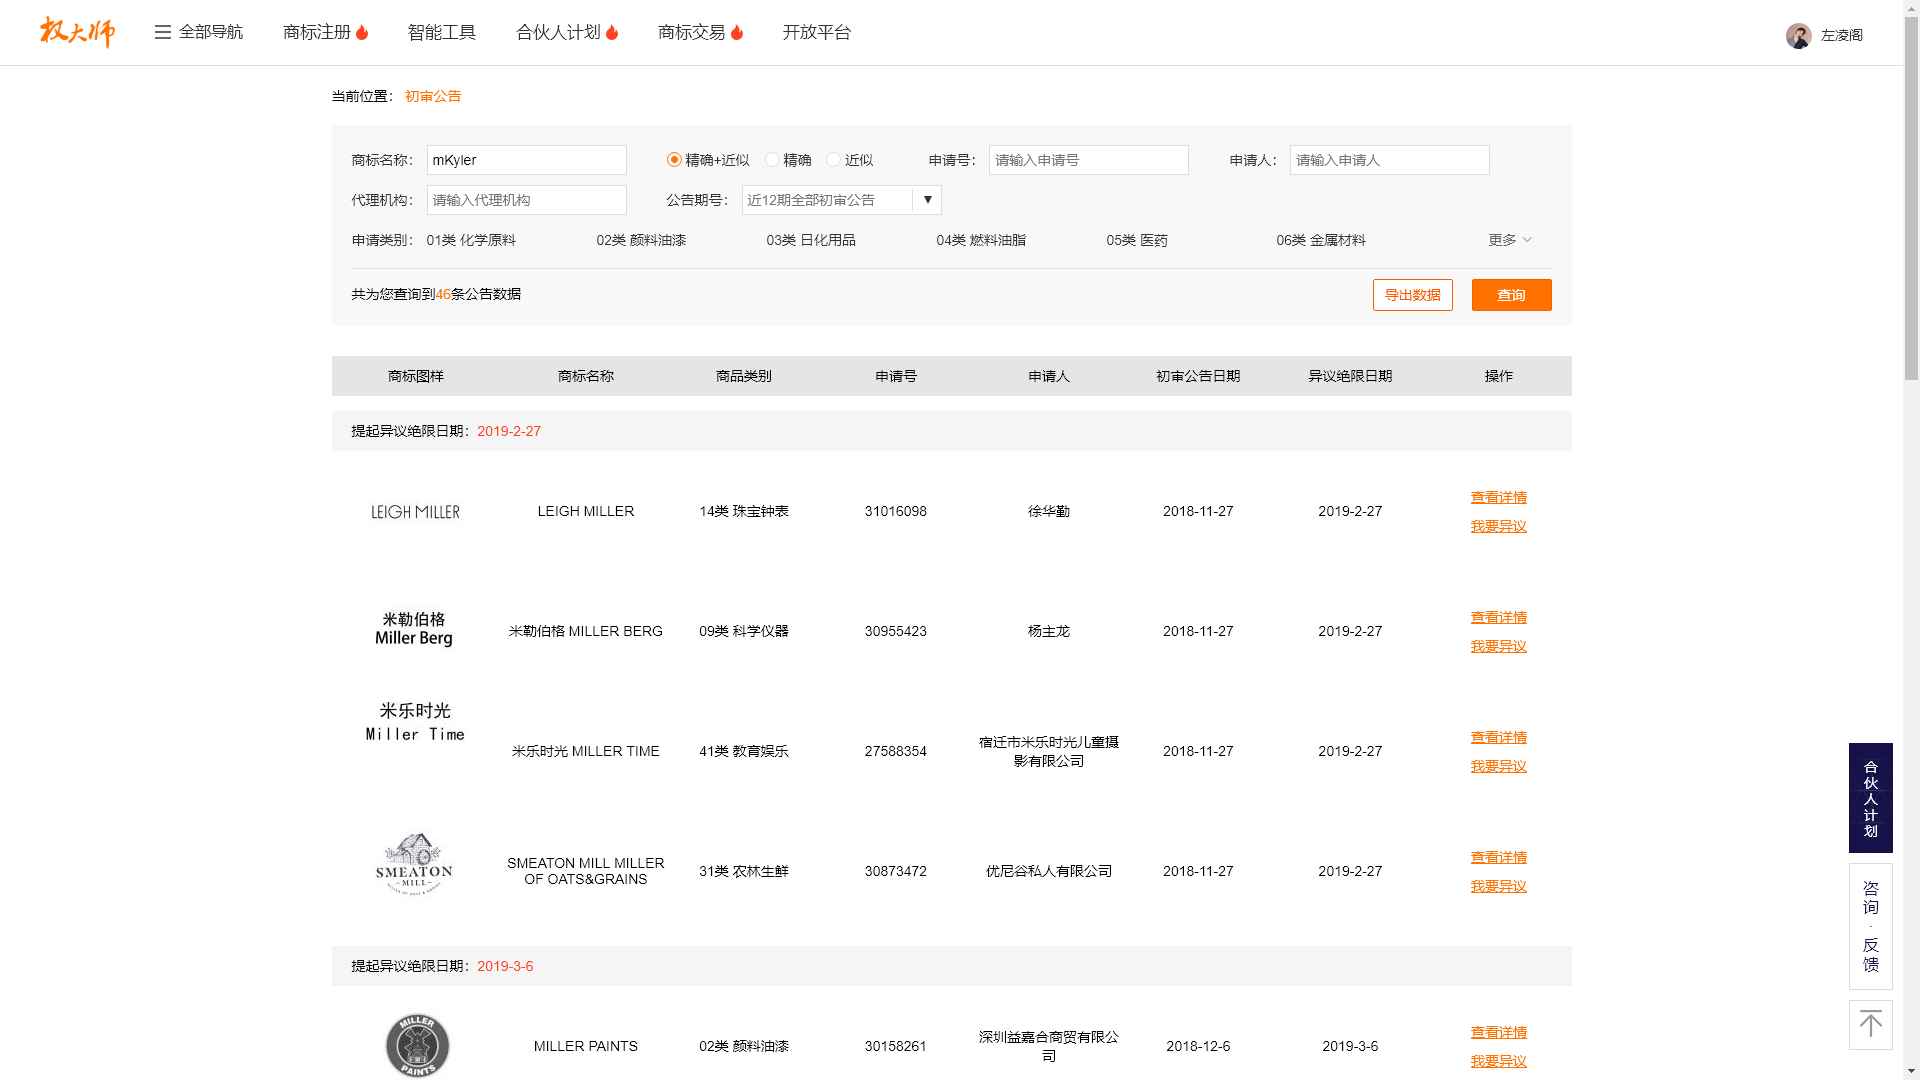 权大师 全部导航 商标注册 智能工具 合伙人计划 商标交易 开放平台 左凌阁
当前位置： 初审公告
商标名称： mKyler 精确+近似 精确 近似 申请号： 请输入申请号 申请人： 请输入申请人
代理机构： 请输入代理机构 公告期号： 近12期全部初审公告
申请类别： 01类 化学原料 02类 颜料油漆 03类 日化用品 04类 燃料油脂 05类 医药 06类 金属材料 更多
共为您查询到46条公告数据 导出数据 查询
商标图样 商标名称 商品类别 申请号 申请人 初审公告日期 异议绝限日期 操作
提起异议绝限日期：2019-2-27
LEIGH MILLER LEIGH MILLER 14类 珠宝钟表 31016098 徐华勤 2018-11-27 2019-2-27 查看详情
我要异议
米勒伯格
Miller Berg
米勒伯格 MILLER BERG 09类 科学仪器 30955423 杨主龙 2018-11-27 2019-2-27 查看详情
我要异议
米乐时光
Miller Time
米乐时光 MILLER TIME 41类 教育娱乐 27588354 宿迁市米乐时光儿童摄
影有限公司 2018-11-27 2019-2-27 查看详情
我要异议
SMEATON
MILL
SMEATON MILL MILLER
OF OATS&GRAINS 31类 农林生鲜 30873472 优尼谷私人有限公司 2018-11-27 2019-2-27 查看详情
我要异议
提起异议绝限日期：2019-3-6
MILLER
PAINTS
MILLER PAINTS 02类 颜料油漆 30158261 深圳益嘉合商贸有限公
司 2018-12-6 2019-3-6 查看详情
我要异议
合伙人计划
咨询·反馈